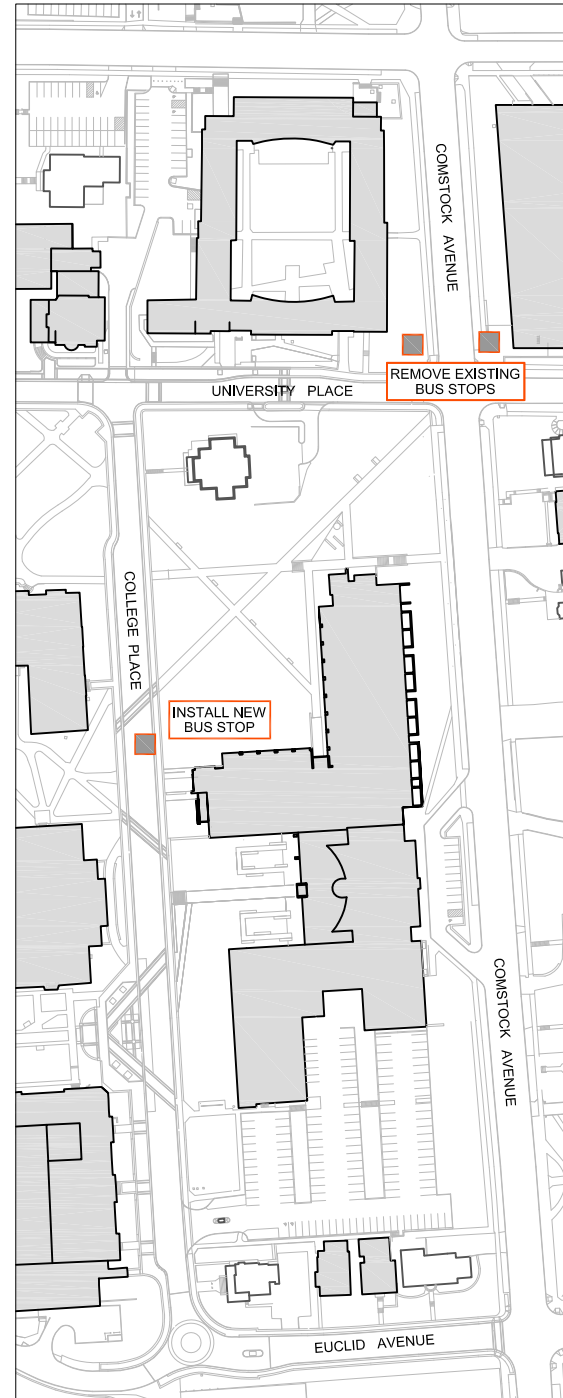 COMSTOCK AVENUE
REMOVE EXISTING
BUS STOPS
UNIVERSITY PLACE
COLLEGE PLACE
INSTALL NEW
BUS STOP
COMSTOCK AVENUE
EUCLID AVENUE